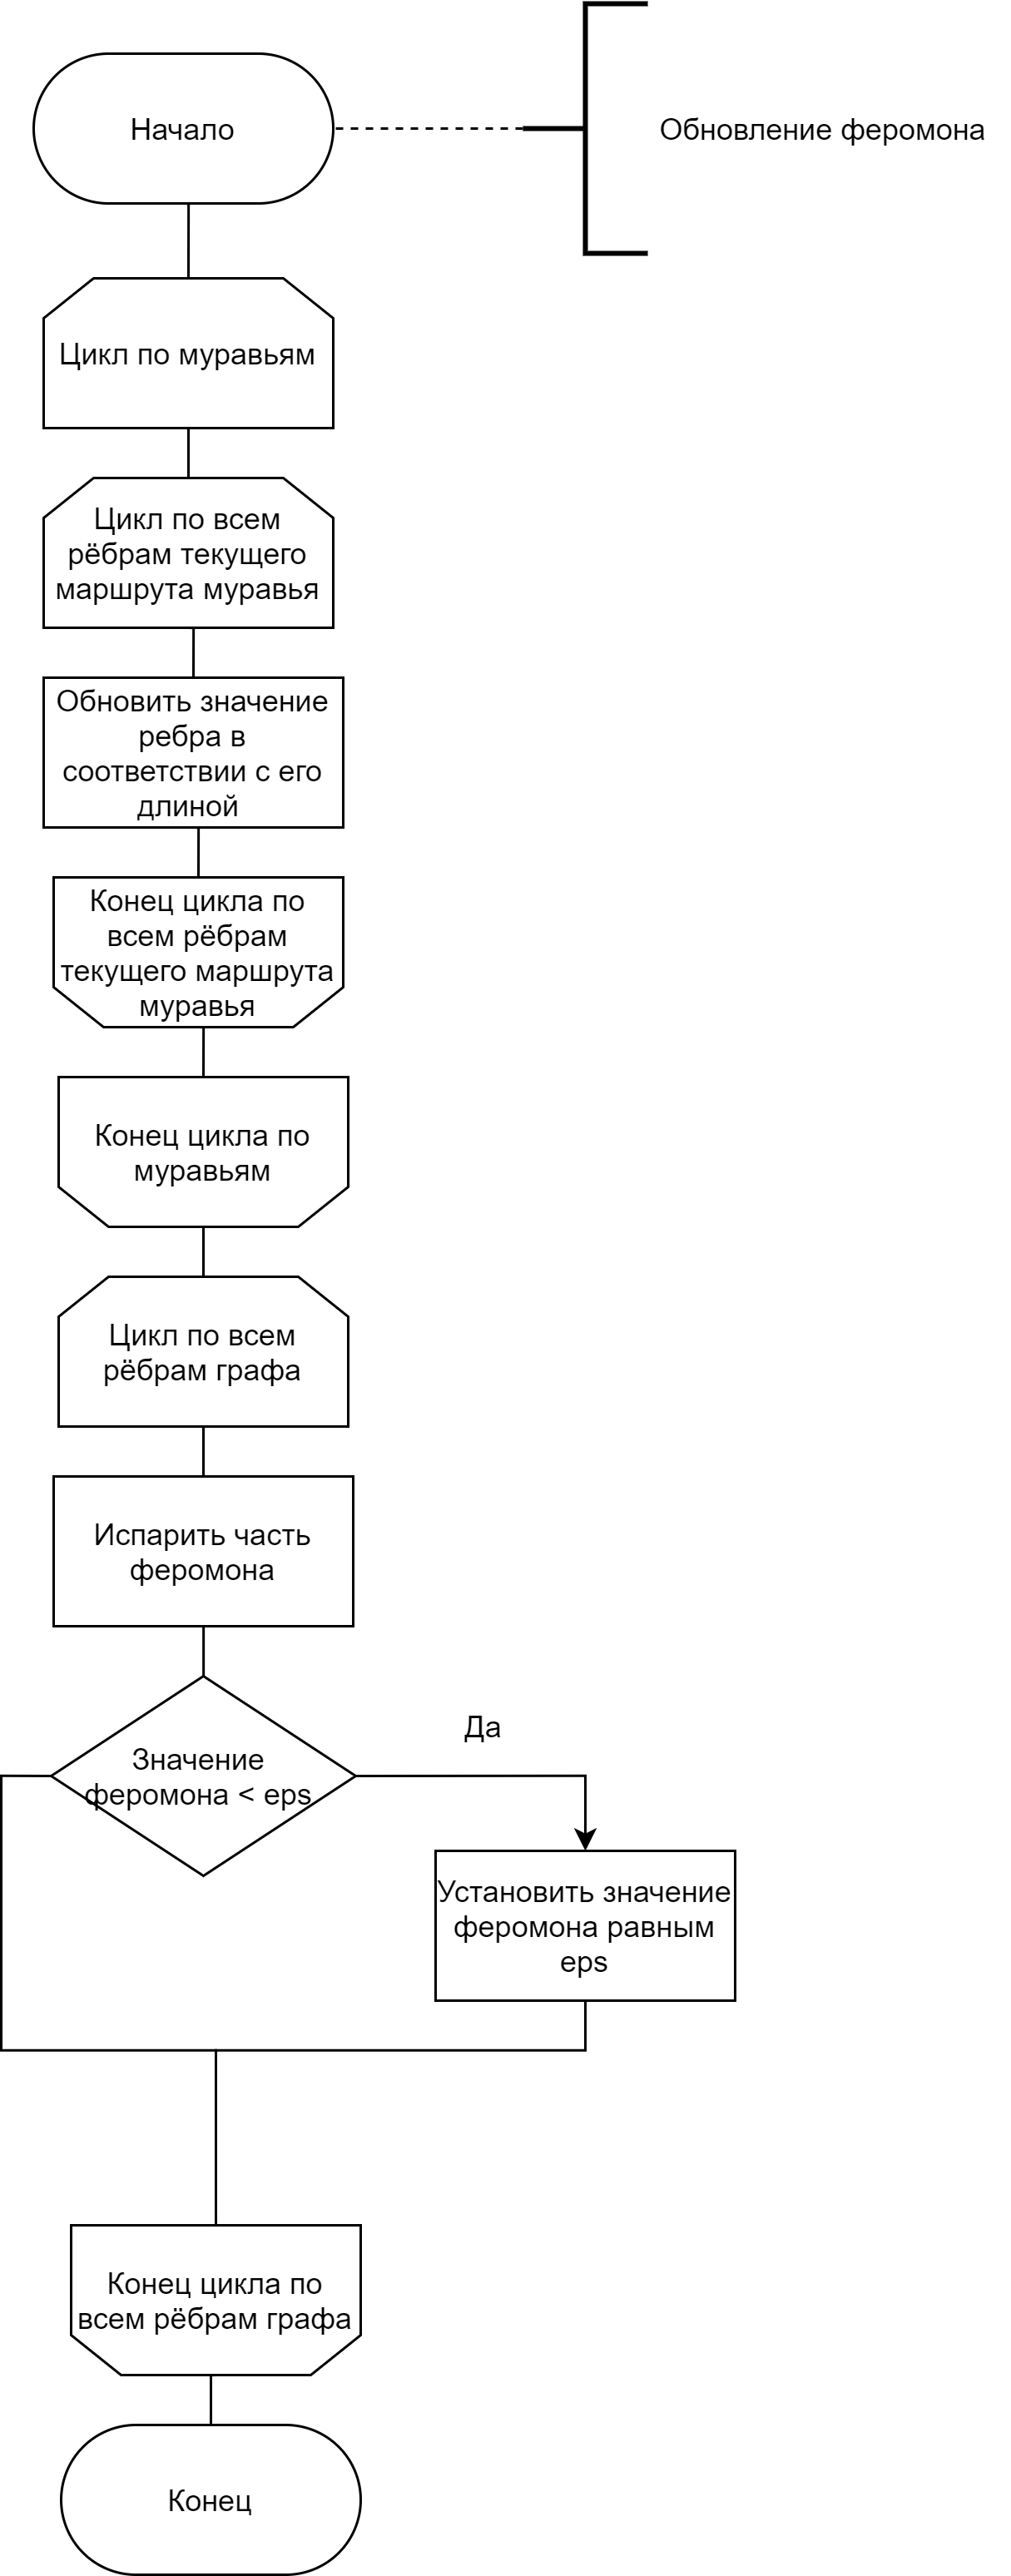 Начало
Обновление феромона
Цикл по муравьям
Цикл по всем
рёбрам текущего
маршрута муравья
Обновить значение
ребра в
соответствии с его
длиной
Конец цикла по
всем рёбрам
текущего маршрута
муравья
Конец цикла по
муравьям
Цикл по всем
рёбрам графа
Испарить часть
феромона
Да
Значение
феромона < eps
Установить значение
феромона равным
eps
Конец цикла по
всем рёбрам графа
Конец